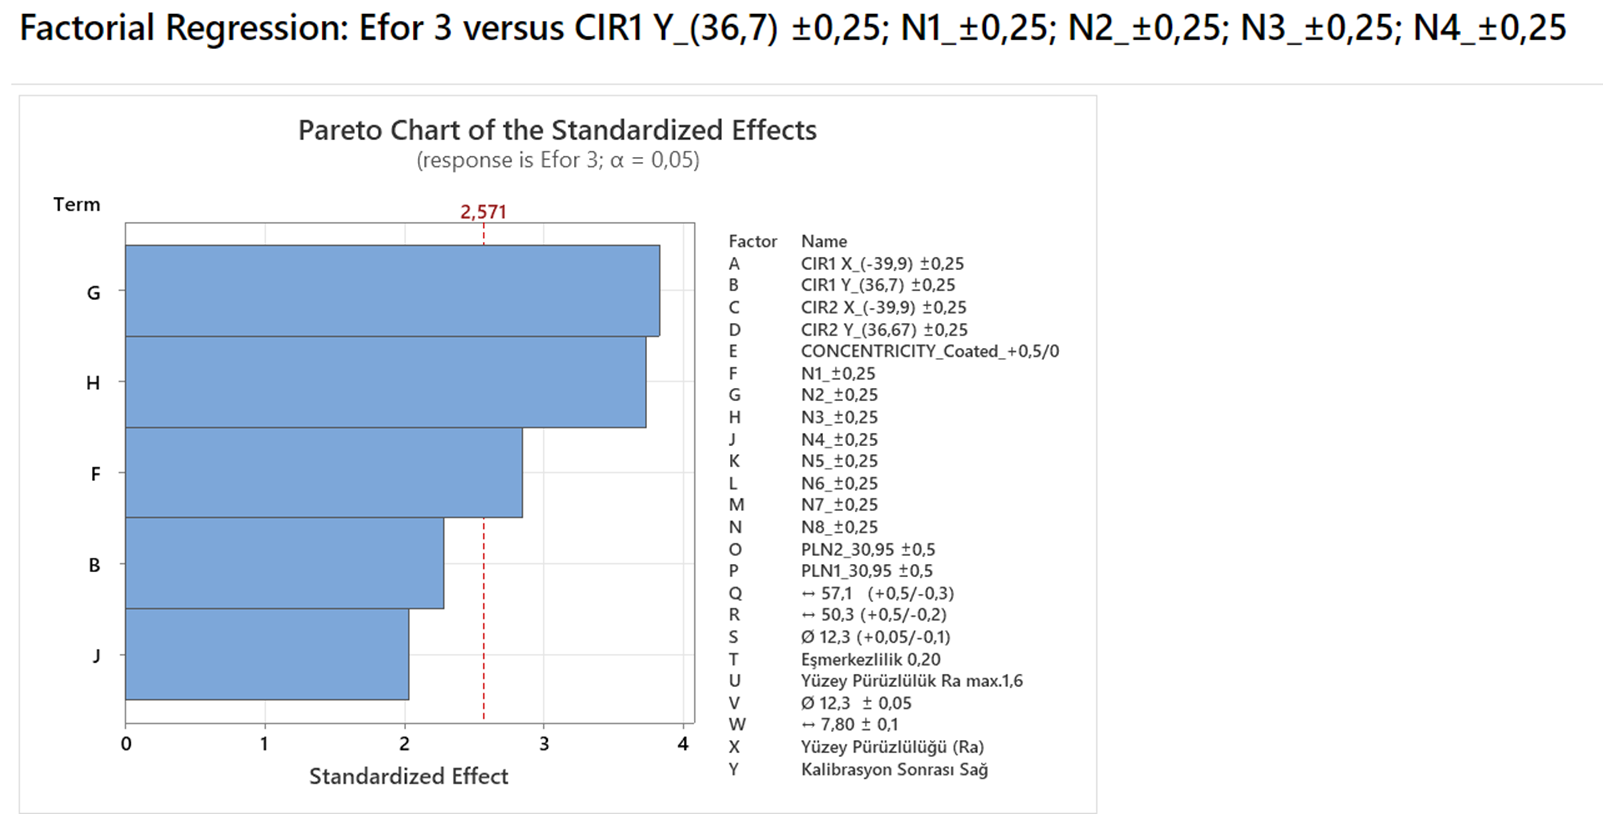 Factorial Regression: Efor 3 versus CIR1 Y_(36,7) ±0,25; N1_±0,25; N2_±0,25; N3_±0,25; N4_±0,25
Pareto Chart of the Standardized Effects
(response is Efor 3; α = 0,05)
Term
2,571
G
H
F
B
J
0 1 2 3 4
Standardized Effect
Factor Name
A CIR1 X_(-39,9) ±0,25
B CIR1 Y_(36,7) ±0,25
C CIR2 X_(-39,9) ±0,25
D CIR2 Y_(36,67) ±0,25
E CONCENTRICITY_Coated_+0,5/0
F N1_±0,25
G N2_±0,25
H N3_±0,25
J N4_±0,25
K N5_±0,25
L N6_±0,25
M N7_±0,25
N N8_±0,25
O PLN2_30,95 ±0,5
P PLN1_30,95 ±0,5
Q ↔ 57,1 (+0,5/-0,3)
R ↔ 50,3 (+0,5/-0,2)
S Ø 12,3 (+0,05/-0,1)
T Eşmerkezlilik 0,20
U Yüzey Pürüzlülük Ra max.1,6
V Ø 12,3 ± 0,05
W ↔ 7,80 ± 0,1
X Yüzey Pürüzlülüğü (Ra)
Y Kalibrasyon Sonrası Sağ